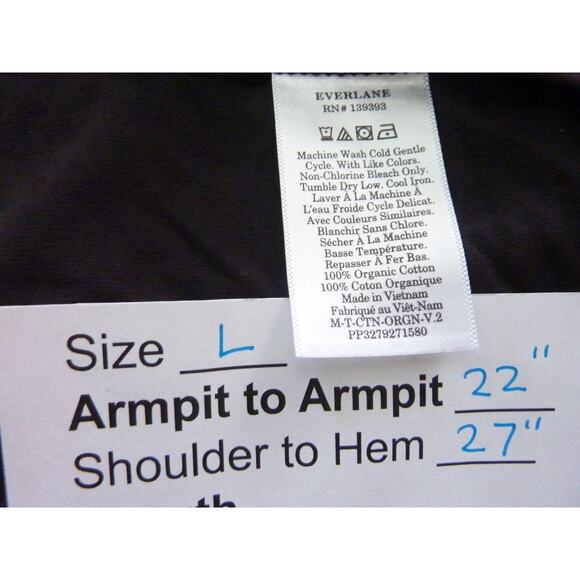 EVERLANE
RN# 139393
Machine Wash Cold Gentle
Cycle. With Like Colors.
Non-Chlorine Bleach Only.
Tumble Dry Low. Cool Iron.
Laver À La Machine À
L'eau Froide Cycle Delicat.
Avec Couleurs Similaires.
Blanchir Sans Chlore.
Sécher À La Machine
Basse Température.
Repasser À Fer Bas.
100% Organic Cotton
100% Coton Organique
Made in Vietnam
Fabriqué au Viêt-Nam
M-T-CTN-ORGN-V.2
PP3279271580
Size L
Armpit to Armpit 22"
Shoulder to Hem 27"